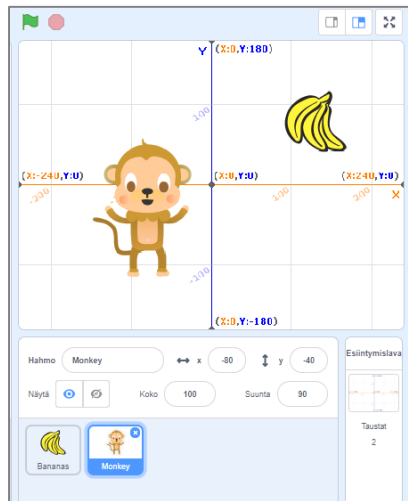 Y (X:0,Y:180)
100
(X:-240,Y:0) (X:0,Y:0) (X:240,Y:0)
-200 100 200 X
-100
(X:0,Y:-180)
Hahmo Monkey x -80 y -40
Näytä Koko 100 Suunta 90
Bananas Monkey
Esiintymislava
Taustat
2